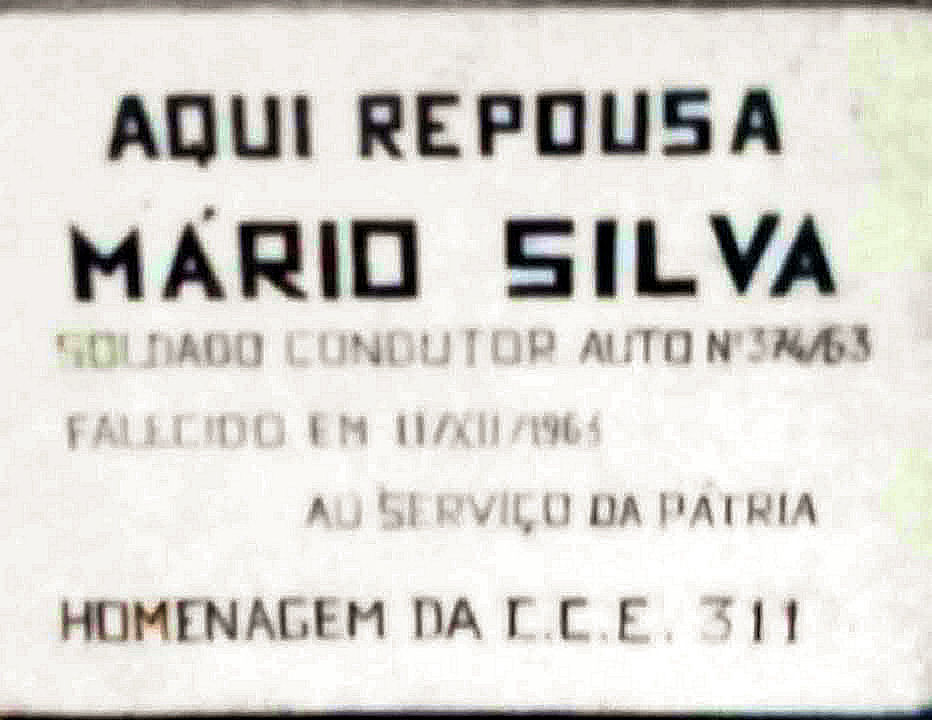 AQUI REPOUSA
MÁRIO SILVA
SOLDADO CONDUTOR AUTO Nº374/63
FALECIDO EM 11/XII/1963
AO SERVIÇO DA PÁTRIA
HOMENAGEM DA C.C.E. 311